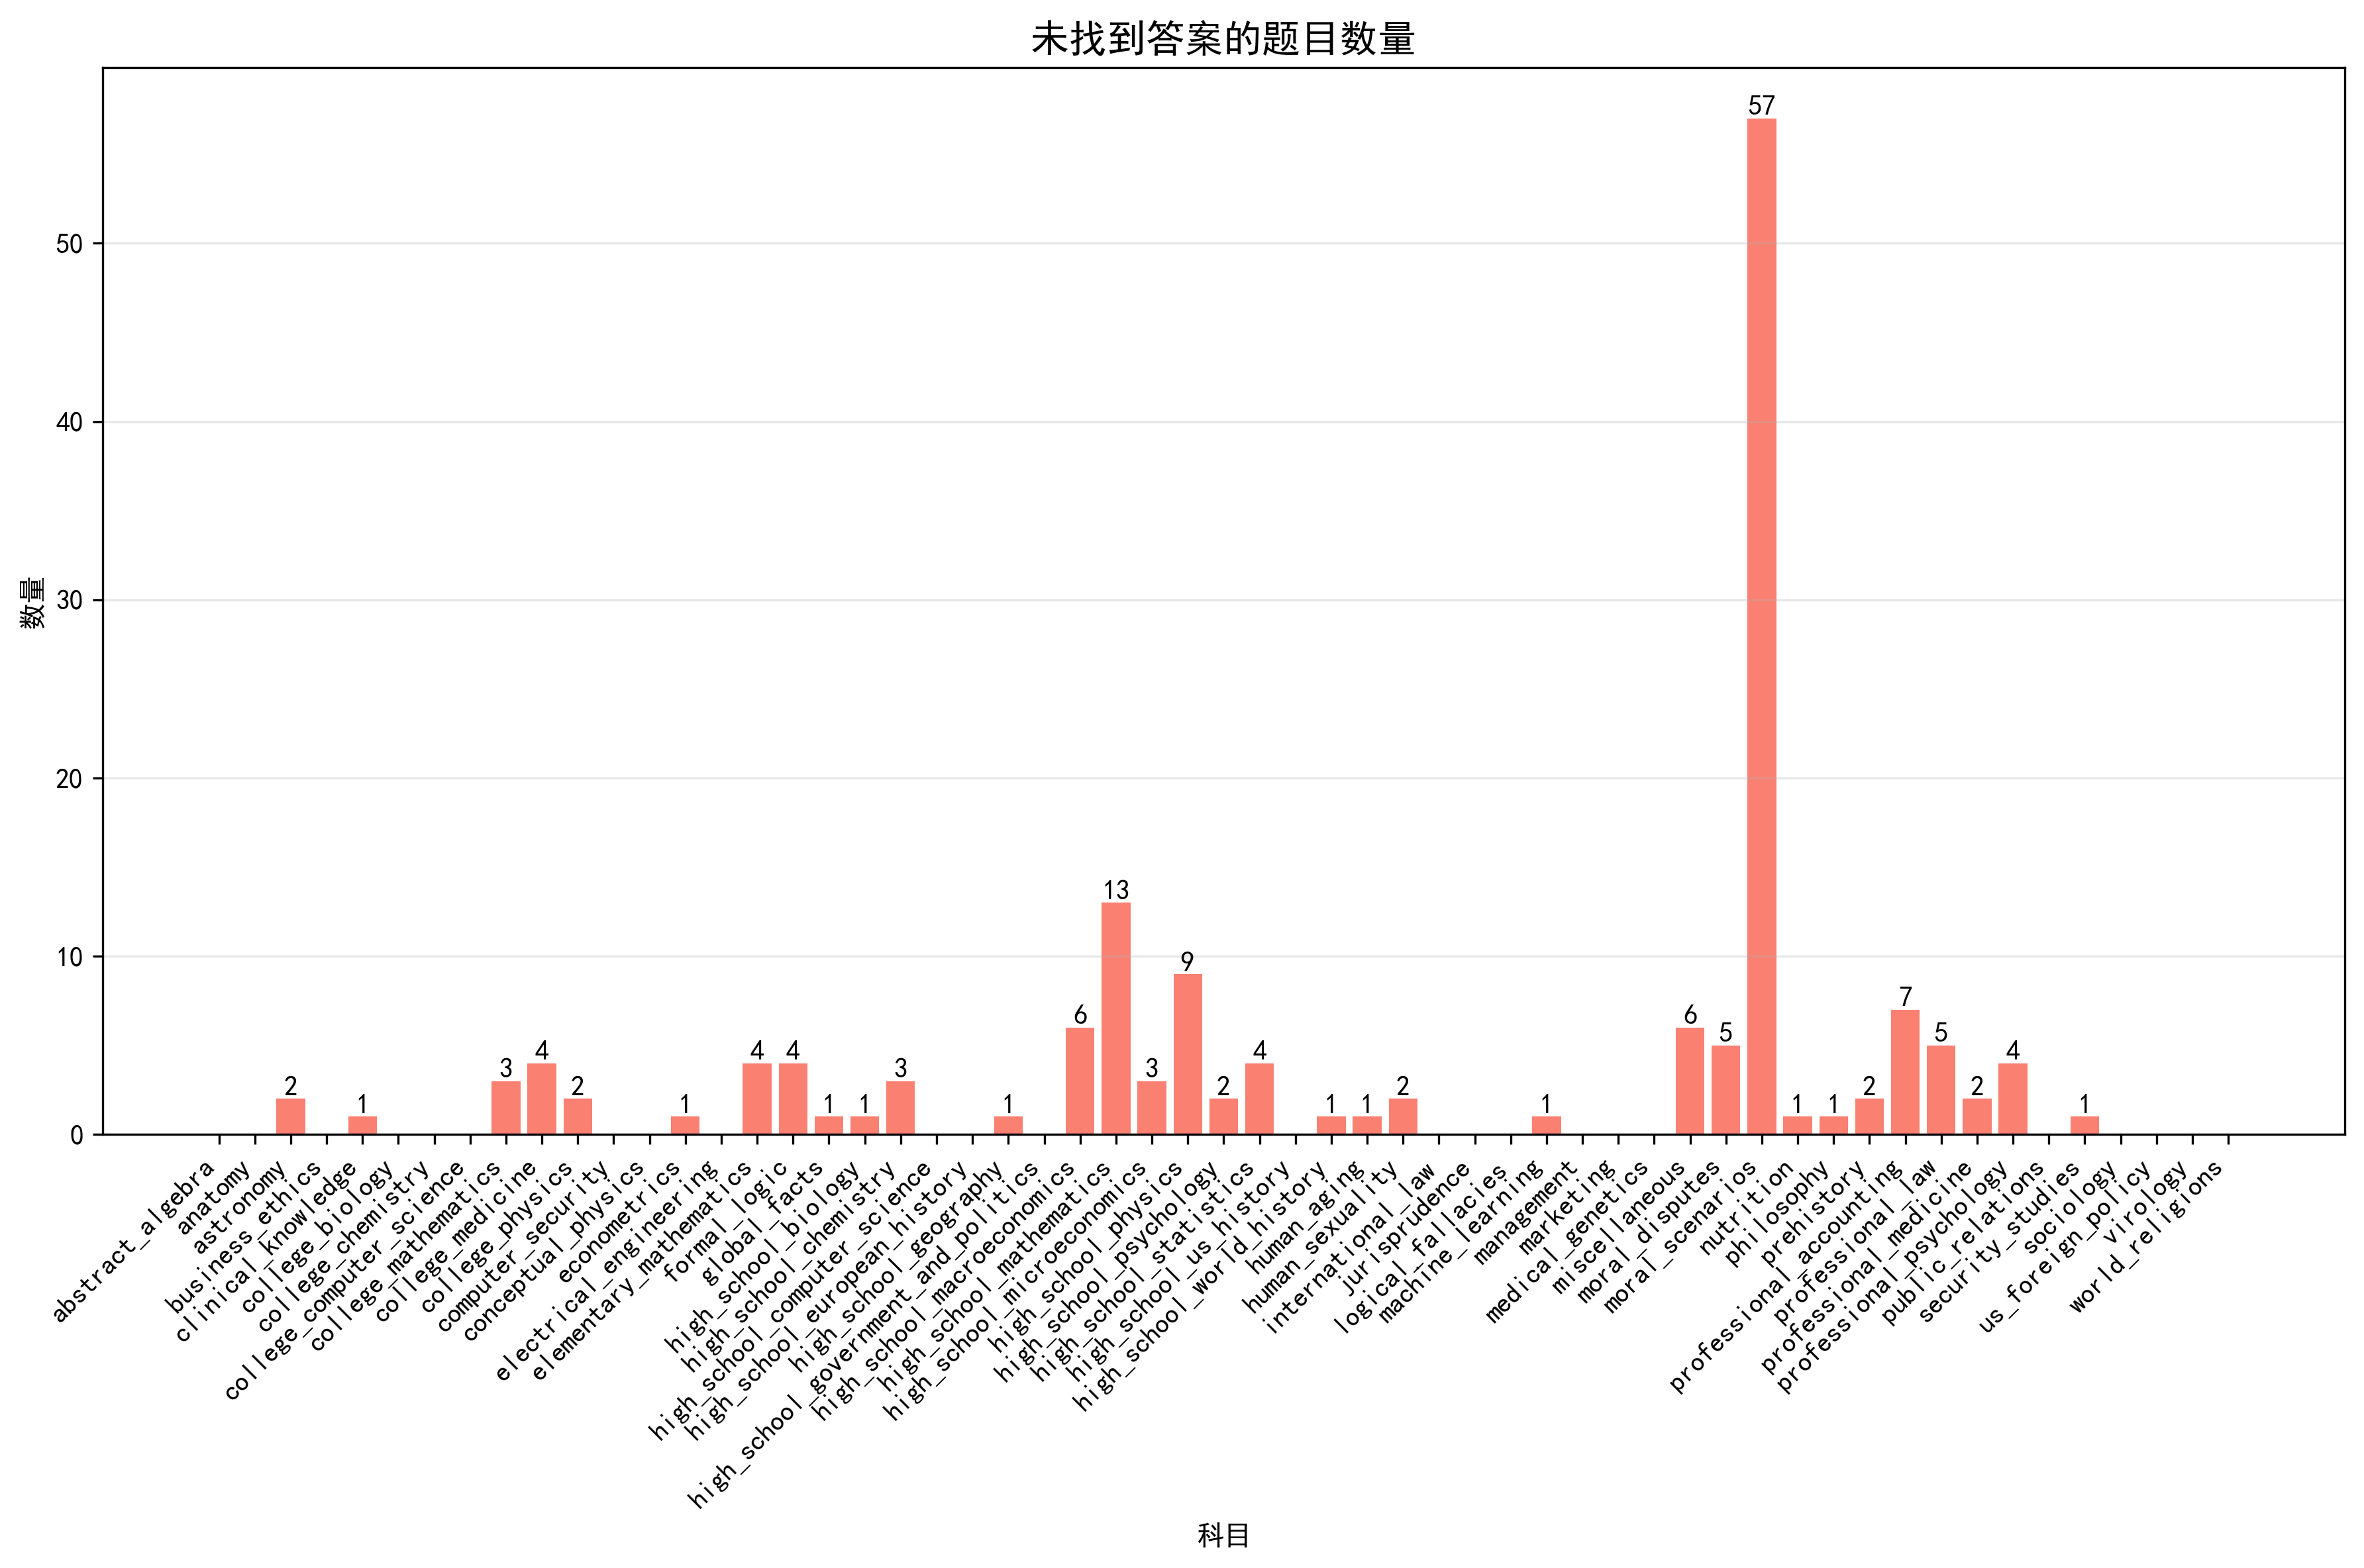 未找到答案的题目数量
数量
50
40
30
20
10
0
2
1
3
4
2
1
4
4
1
1
3
1
6
13
3
9
2
4
1
1
2
1
6
5
57
1
1
2
7
5
2
4
1
abstract_algebra
anatomy
astronomy
business_ethics
clinical_knowledge
college_biology
college_chemistry
college_computer_science
college_mathematics
college_medicine
college_physics
computer_security
conceptual_physics
econometrics
electrical_engineering
elementary_mathematics
formal_logic
global_facts
high_school_biology
high_school_chemistry
high_school_computer_science
high_school_european_history
high_school_geography
high_school_government_and_politics
high_school_macroeconomics
high_school_mathematics
high_school_microeconomics
high_school_physics
high_school_psychology
high_school_statistics
high_school_us_history
high_school_world_history
human_aging
human_sexuality
international_law
jurisprudence
logical_fallacies
machine_learning
management
marketing
medical_genetics
miscellaneous
moral_disputes
moral_scenarios
nutrition
philosophy
prehistory
professional_accounting
professional_law
professional_medicine
professional_psychology
public_relations
security_studies
sociology
us_foreign_policy
virology
world_religions
科目